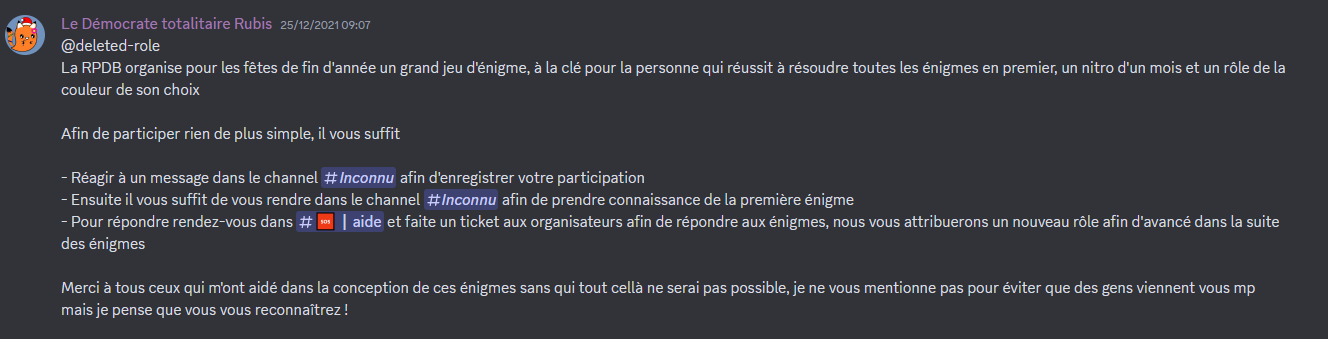 Le Démocrate totalitaire Rubis 25/12/2021 09:07
@deleted-role
La RPDB organise pour les fêtes de fin d'année un grand jeu d'énigme, à la clé pour la personne qui réussit à résoudre toutes les énigmes en premier, un nitro d'un mois et un rôle de la
couleur de son choix
Afin de participer rien de plus simple, il vous suffit
- Réagir à un message dans le channel #Inconnu afin d'enregistrer votre participation
- Ensuite il vous suffit de vous rendre dans le channel #Inconnu afin de prendre connaissance de la première énigme
- Pour répondre rendez-vous dans # 🆘 | aide et faite un ticket aux organisateurs afin de répondre aux énigmes, nous vous attribuerons un nouveau rôle afin d'avancé dans la suite
des énigmes
Merci à tous ceux qui m'ont aidé dans la conception de ces énigmes sans qui tout cellà ne serai pas possible, je ne vous mentionne pas pour éviter que des gens viennent vous mp
mais je pense que vous vous reconnaîtrez !